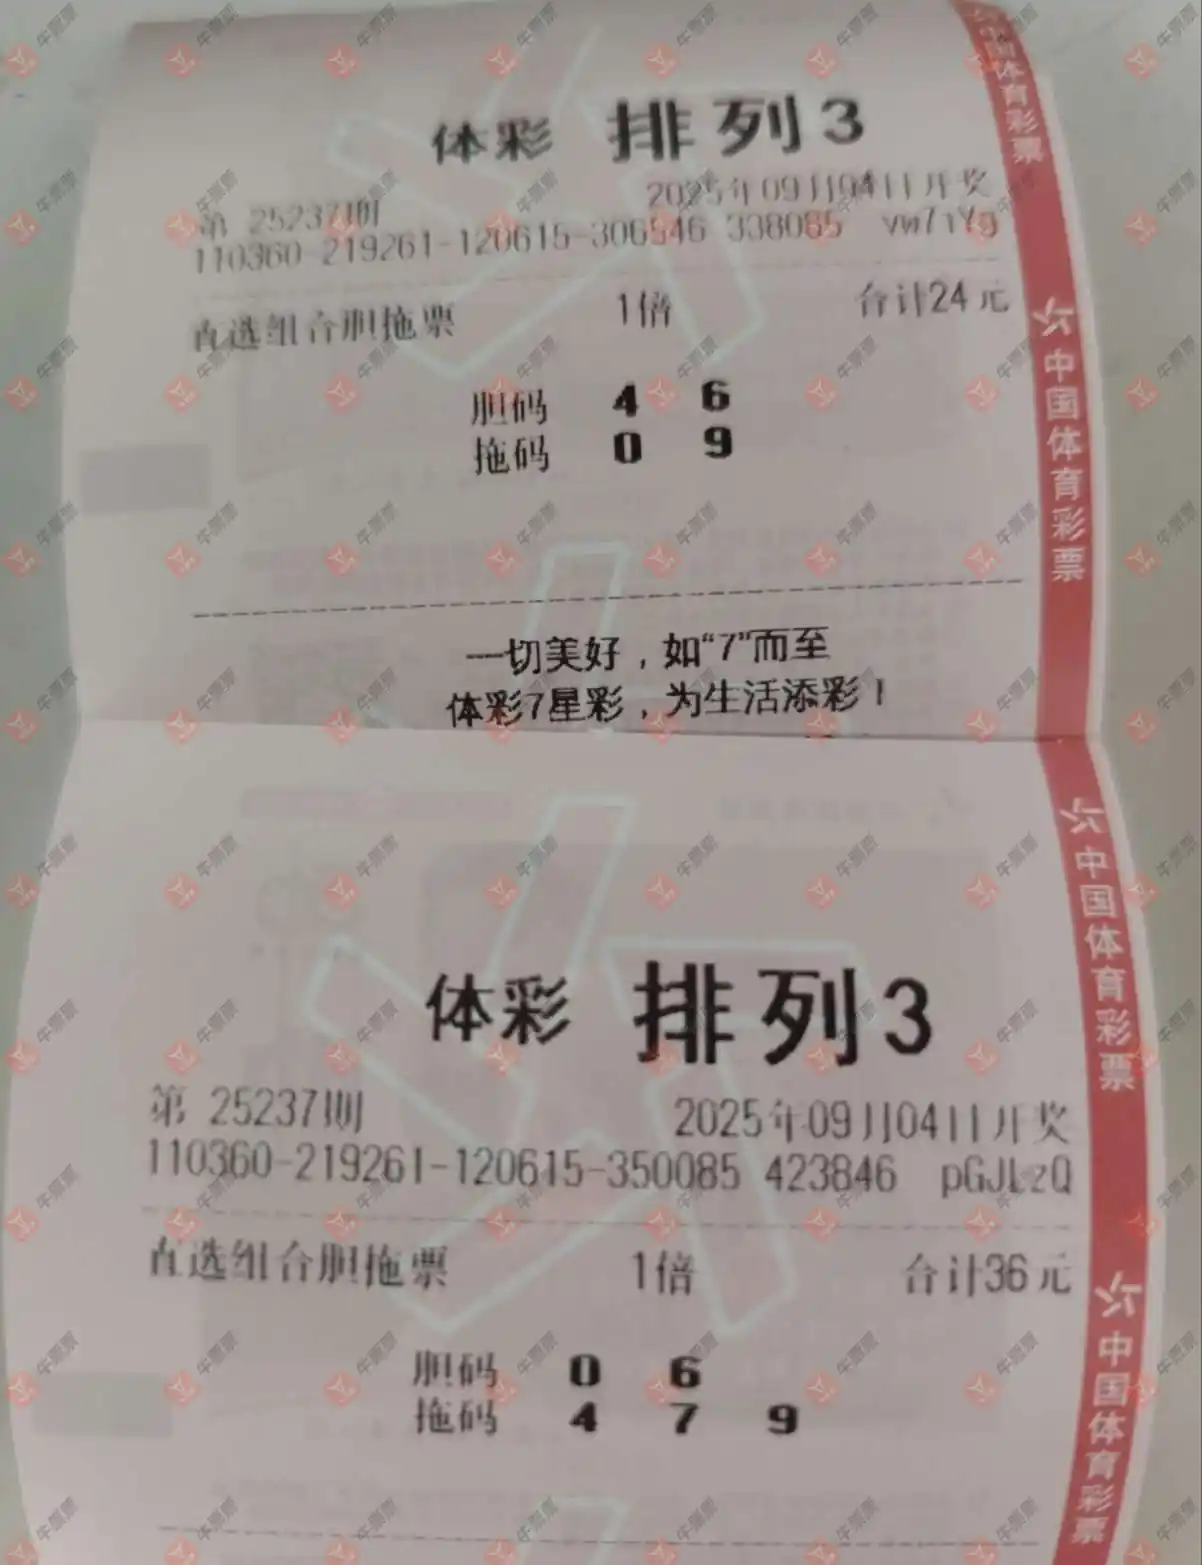 体彩 排列3
2025年09月04日开奖
第 25237期
110360-219261-120615-306546 338085 vw7iYg
直选组合胆拖票 1倍 合计24元
胆码 4 6
拖码 0 9
一切美好，如“7”而至
体彩7星彩，为生活添彩！
中国体育彩票
中国体育彩票
体彩 排列3
第 25237期 2025年09月04日开奖
110360-219261-120615-350085 423846 pGJLzQ
直选组合胆拖票 1倍 合计36元
胆码 0 6
拖码 4 7 9
中国体育彩票
中国体育彩票
牛票票